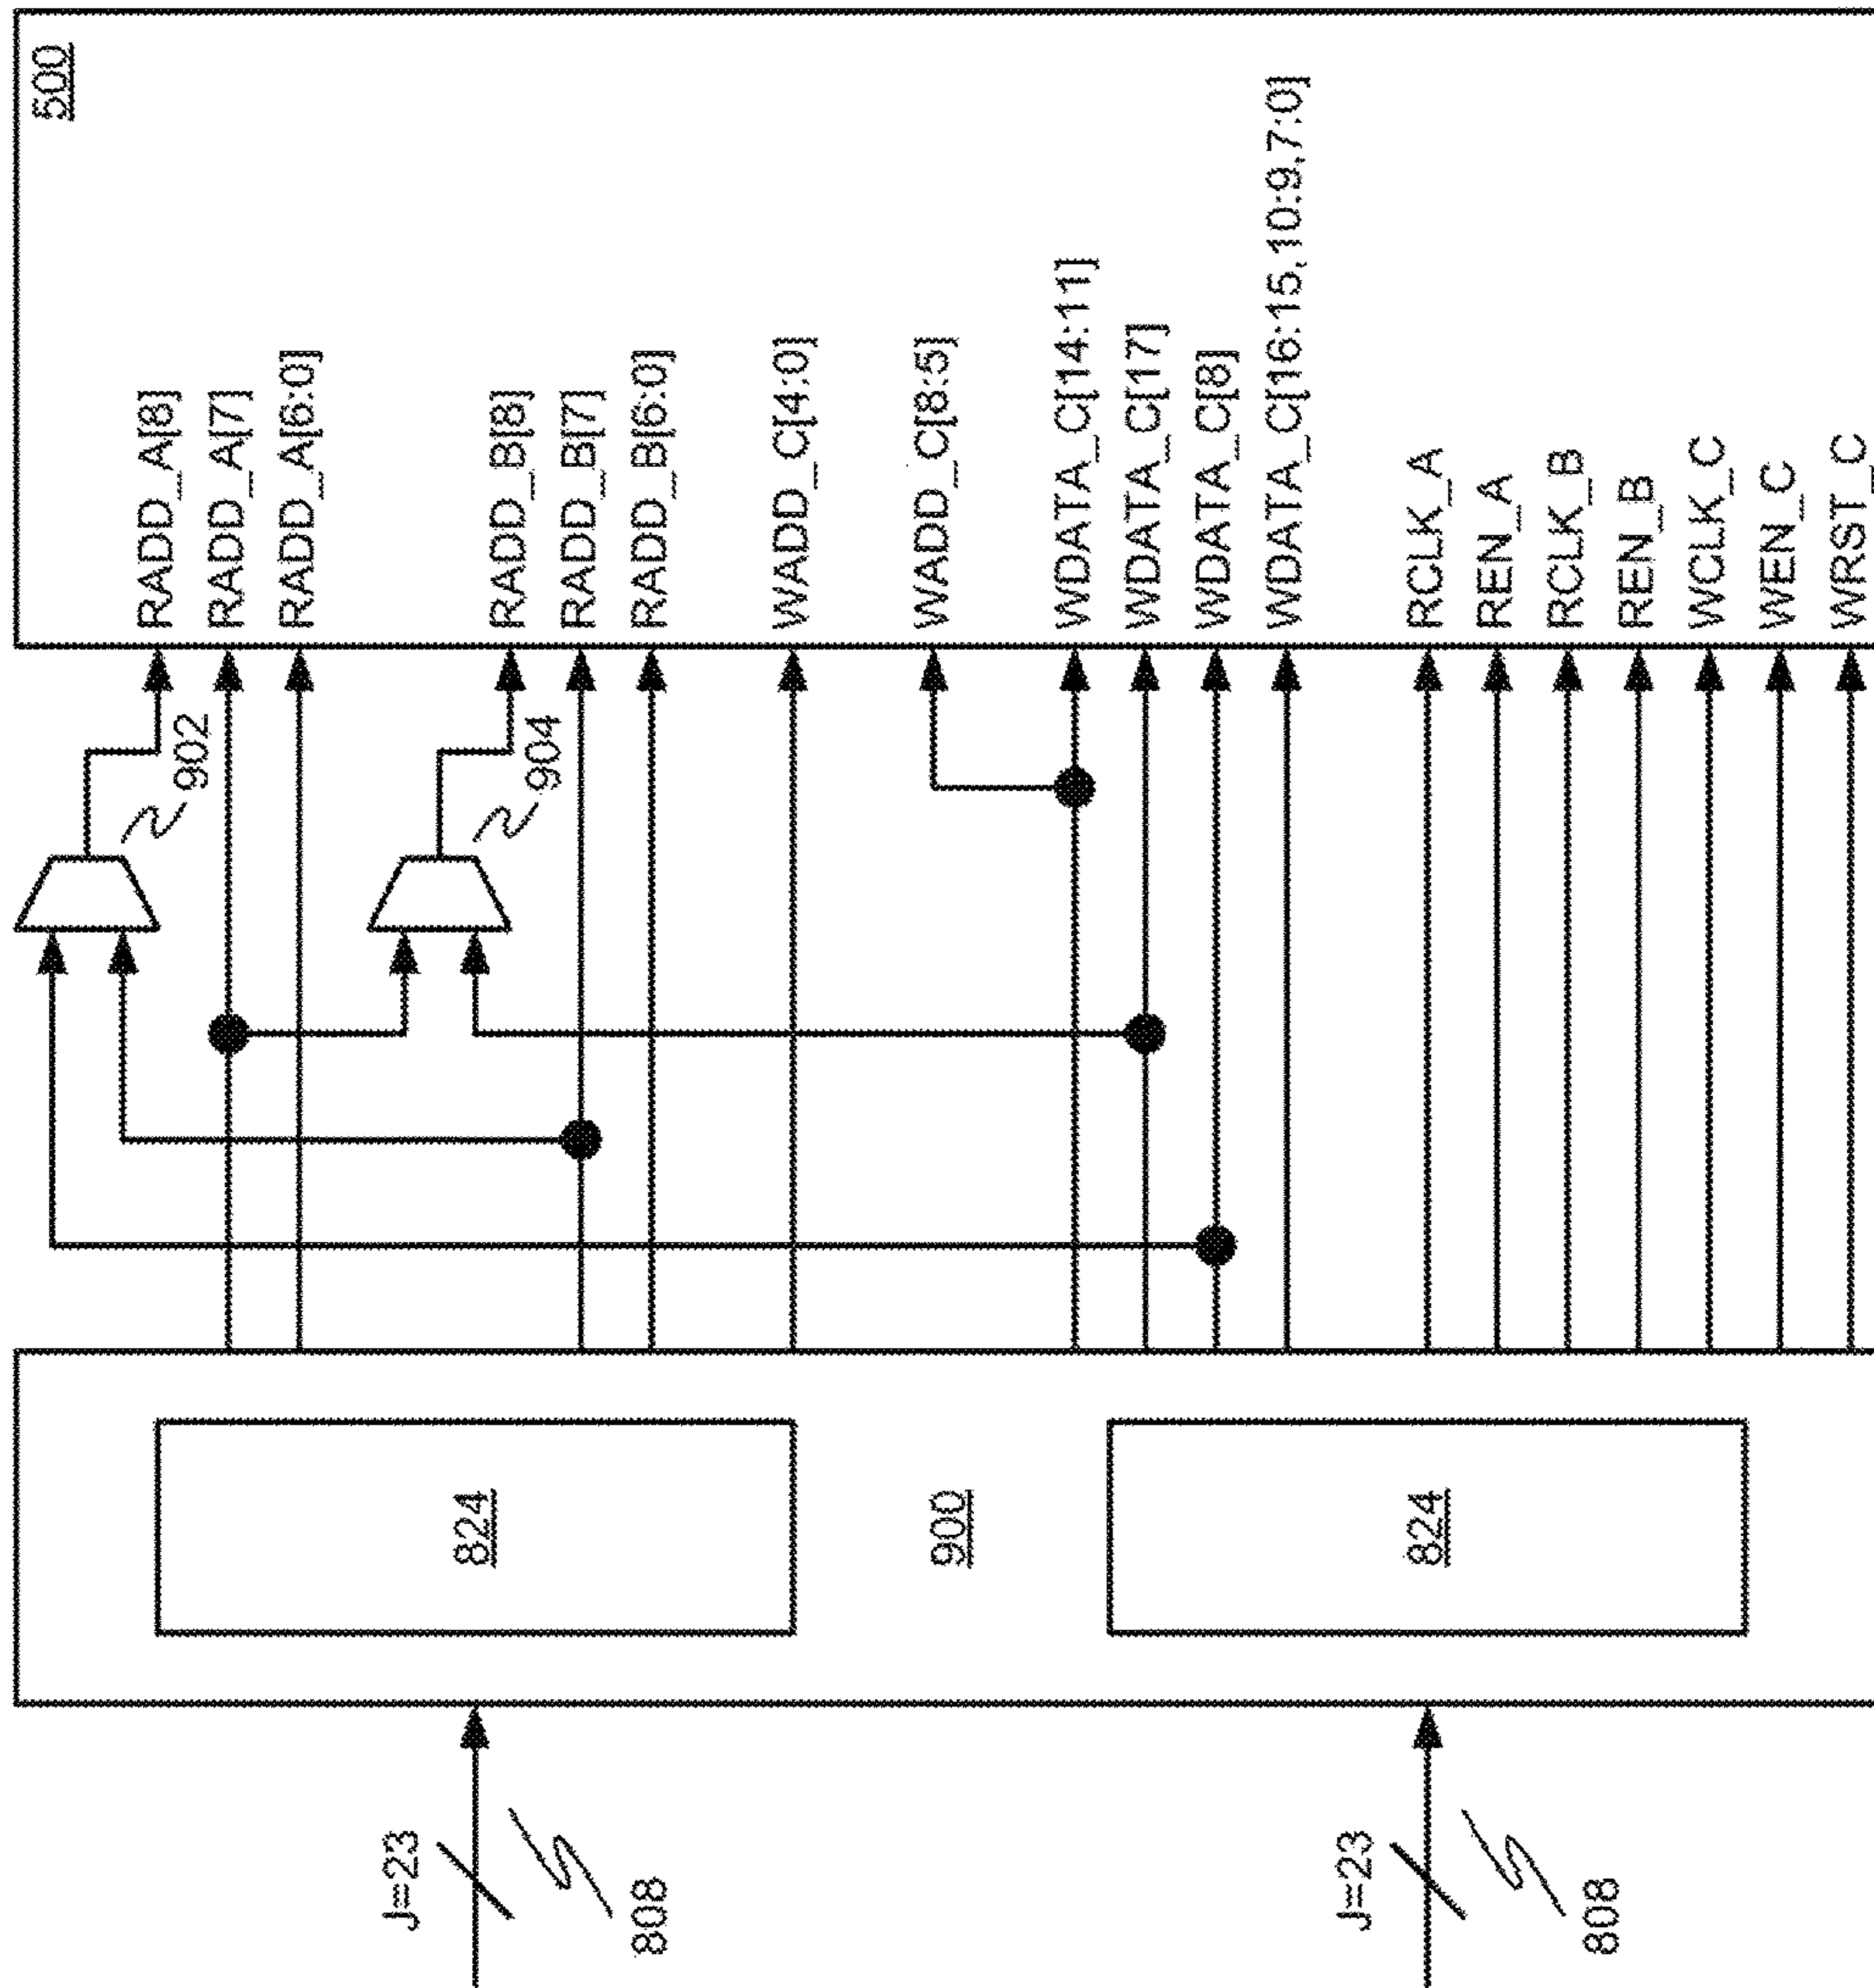 500
RADD_A[8]
RADD_A[7]
RADD_A[6:0]
RADD_B[8]
RADD_B[7]
RADD_B[6:0]
WADD_C[4:0]
WADD_C[8:5]
WDATA_C[14:11]
WDATA_C[17]
WDATA_C[8]
WDATA_C[16:15,10:9,7:0]
RCLK_A
REN_A
RCLK_B
REN_B
WCLK_C
WEN_C
WRST_C
902
904
824
900
824
J=23
808
J=23
808